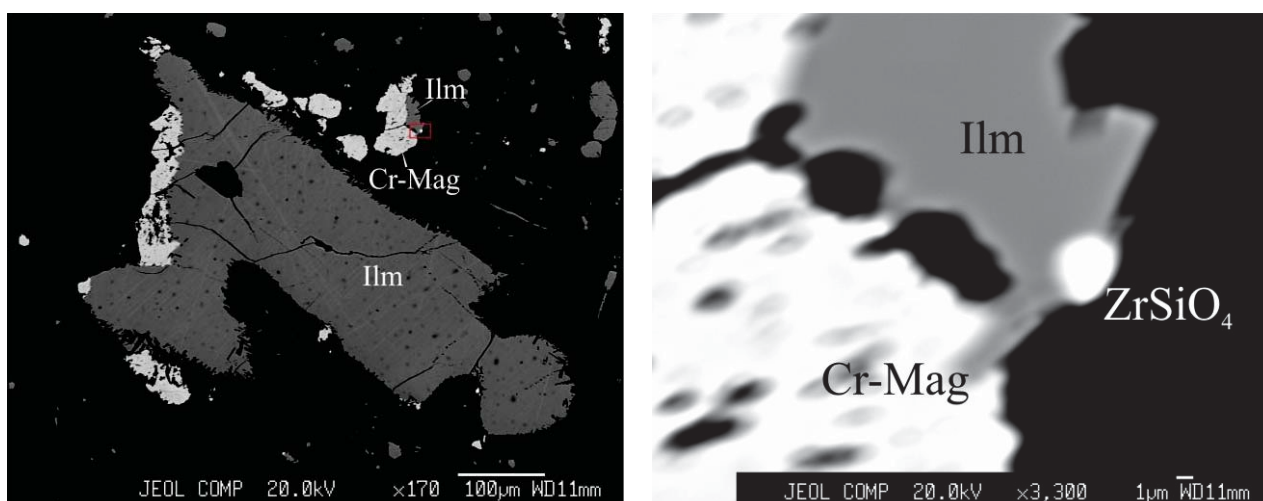 Ilm
Cr-Mag
Ilm
JEOL COMP 20.0kV ×170 100µm WD11mm
Ilm
ZrSiO₄
Cr-Mag
JEOL COMP 20.0kV ×3,300 1µm WD11mm